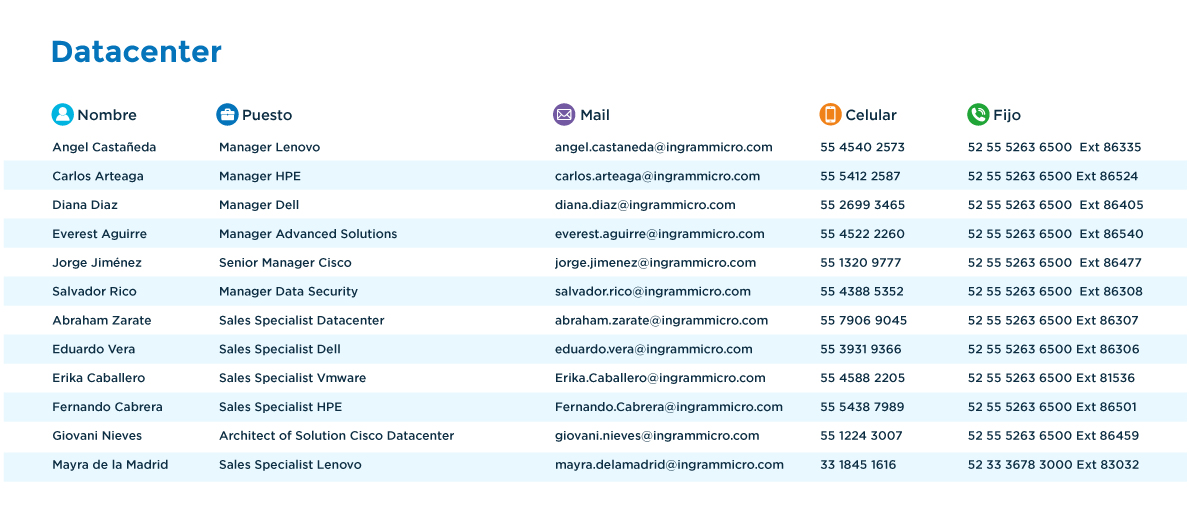 Datacenter
Nombre Puesto Mail Celular Fijo
Angel Castañeda Manager Lenovo angel.castaneda@ingrammicro.com 55 4540 2573 52 55 5263 6500 Ext 86335
Carlos Arteaga Manager HPE carlos.arteaga@ingrammicro.com 55 5412 2587 52 55 5263 6500 Ext 86524
Diana Diaz Manager Dell diana.diaz@ingrammicro.com 55 2699 3465 52 55 5263 6500 Ext 86405
Everest Aguirre Manager Advanced Solutions everest.aguirre@ingrammicro.com 55 4522 2260 52 55 5263 6500 Ext 86540
Jorge Jiménez Senior Manager Cisco jorge.jimenez@ingrammicro.com 55 1320 9777 52 55 5263 6500 Ext 86477
Salvador Rico Manager Data Security salvador.rico@ingrammicro.com 55 4388 5352 52 55 5263 6500 Ext 86308
Abraham Zarate Sales Specialist Datacenter abraham.zarate@ingrammicro.com 55 7906 9045 52 55 5263 6500 Ext 86307
Eduardo Vera Sales Specialist Dell eduardo.vera@ingrammicro.com 55 3931 9366 52 55 5263 6500 Ext 86306
Erika Caballero Sales Specialist Vmware Erika.Caballero@ingrammicro.com 55 4588 2205 52 55 5263 6500 Ext 81536
Fernando Cabrera Sales Specialist HPE Fernando.Cabrera@ingrammicro.com 55 5438 7989 52 55 5263 6500 Ext 86501
Giovani Nieves Architect of Solution Cisco Datacenter giovani.nieves@ingrammicro.com 55 1224 3007 52 55 5263 6500 Ext 86459
Mayra de la Madrid Sales Specialist Lenovo mayra.delamadrid@ingrammicro.com 33 1845 1616 52 33 3678 3000 Ext 83032